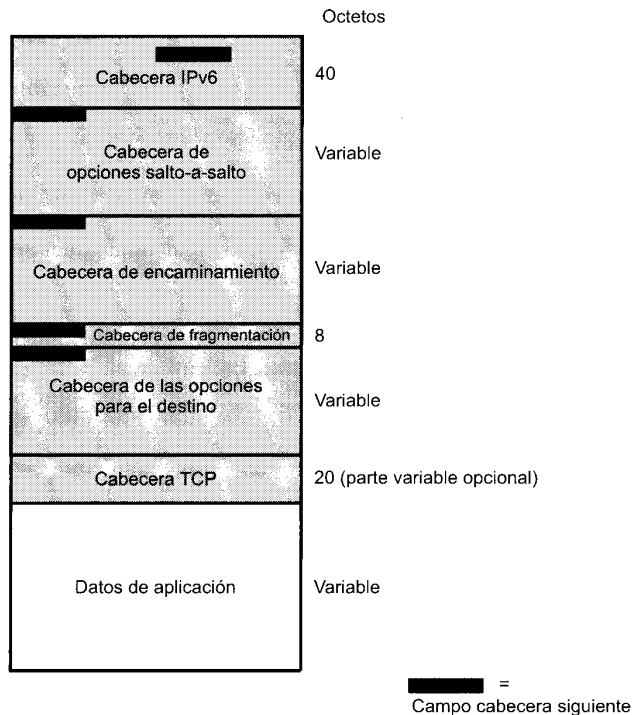 Octetos
Cabecera IPv6
40
Cabecera de
opciones salto-a-salto
Variable
Cabecera de encaminamiento
Variable
Cabecera de fragmentación
8
Cabecera de las opciones
para el destino
Variable
Cabecera TCP
20 (parte variable opcional)
Datos de aplicación
Variable
=
Campo cabecera siguiente